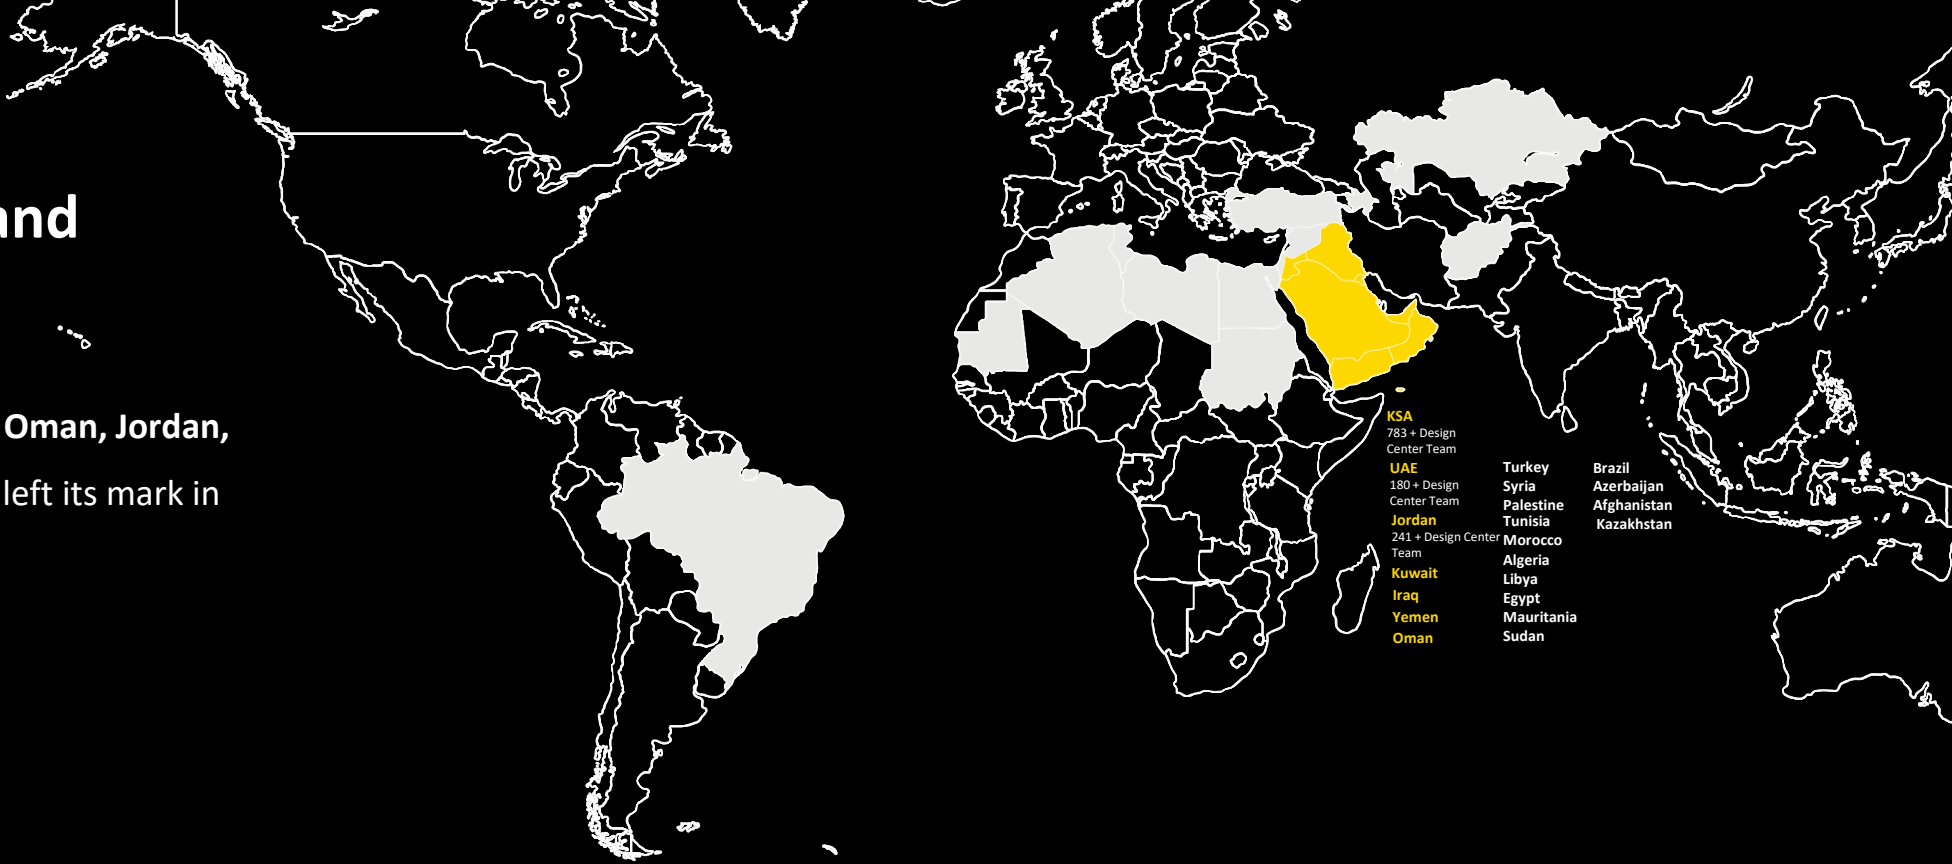 and
Oman, Jordan,
left its mark in
KSA
783 + Design
Center Team
UAE
180 + Design
Center Team
Jordan
241 + Design Center
Team
Kuwait
Iraq
Yemen
Oman
Turkey
Syria
Palestine
Tunisia
Morocco
Algeria
Libya
Egypt
Mauritania
Sudan
Brazil
Azerbaijan
Afghanistan
Kazakhstan